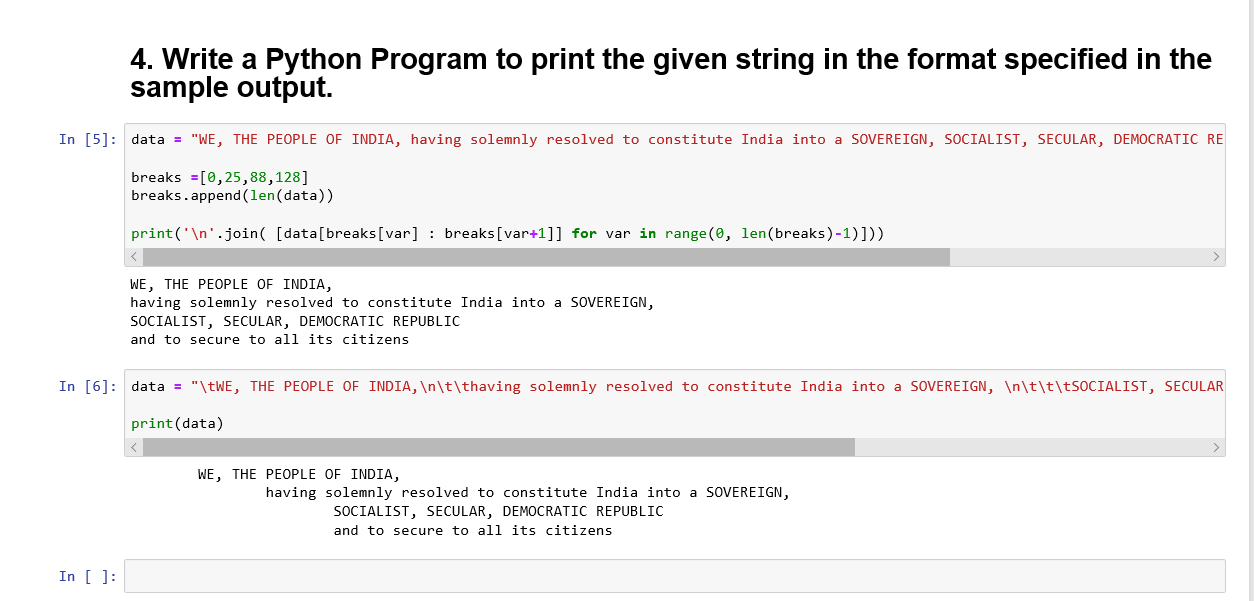 4. Write a Python Program to print the given string in the format specified in the
sample output.
In [5]:
data = "WE, THE PEOPLE OF INDIA, having solemnly resolved to constitute India into a SOVEREIGN, SOCIALIST, SECULAR, DEMOCRATIC RE
breaks =[0,25,88,128]
breaks.append(len(data))
print('\n'.join( [data[breaks[var] : breaks[var+1]] for var in range(0, len(breaks)-1)]))
WE, THE PEOPLE OF INDIA,
having solemnly resolved to constitute India into a SOVEREIGN,
SOCIALIST, SECULAR, DEMOCRATIC REPUBLIC
and to secure to all its citizens
In [6]:
data = "\tWE, THE PEOPLE OF INDIA,\n\t\thaving solemnly resolved to constitute India into a SOVEREIGN, \n\t\t\tSOCIALIST, SECULAR
print(data)
WE, THE PEOPLE OF INDIA,
having solemnly resolved to constitute India into a SOVEREIGN,
SOCIALIST, SECULAR, DEMOCRATIC REPUBLIC
and to secure to all its citizens
In [ ]: